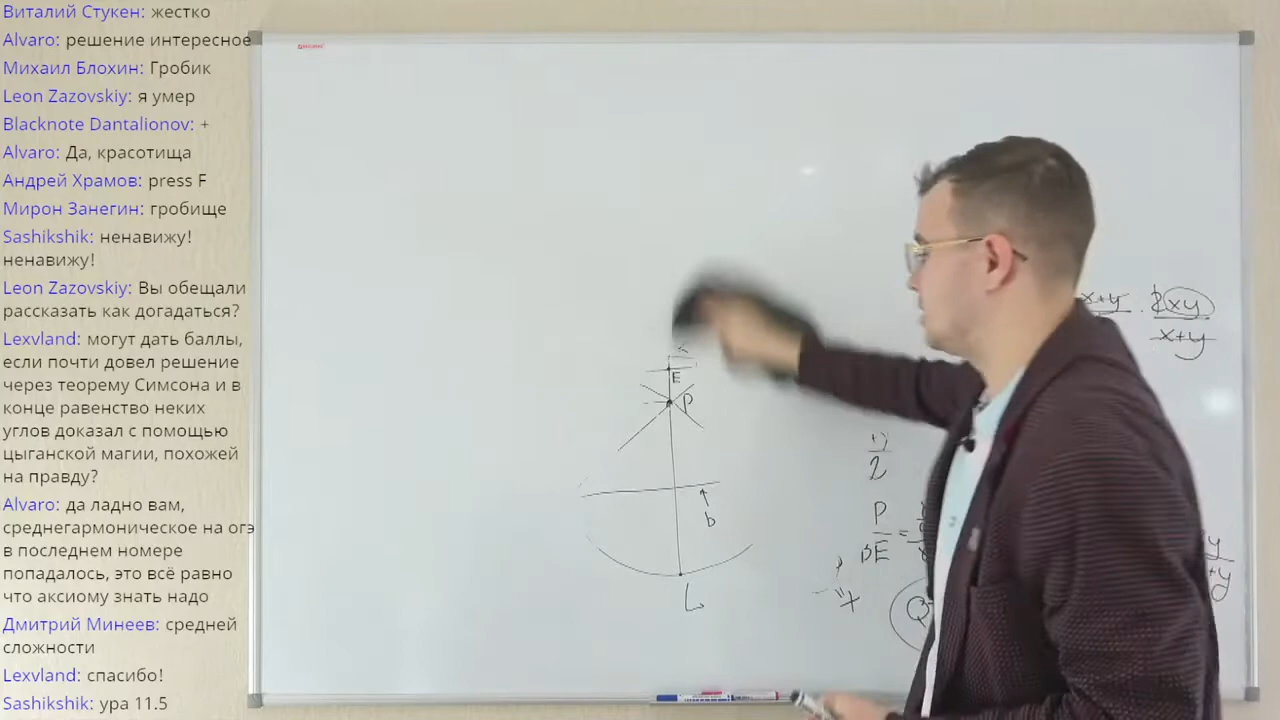 Виталий Стукен: жестко
Alvaro: решение интересное
Михаил Блохин: Гробик
Leon Zazovskiy: я умер
Blacknote Dantalionov: +
Alvaro: Да, красотища
Андрей Храмов: press F
Мирон Занегин: гробище
Sashikshik: ненавижу!
ненавижу!
Leon Zazovskiy: Вы обещали
рассказать как догадаться?
Lexvland: могут дать баллы,
если почти довел решение
через теорему Симсона и в
конце равенство неких
углов доказал с помощью
цыганской магии, похожей
на правду?
Alvaro: да ладно вам,
среднегармоническое на огэ
в последнем номере
попадалось, это всё равно
что аксиому знать надо
Дмитрий Минеев: средней
сложности
Lexvland: спасибо!
Sashikshik: ура 11.5
E
P
b
L
x+y · 2xy
x+y
2
P
BE =
Q